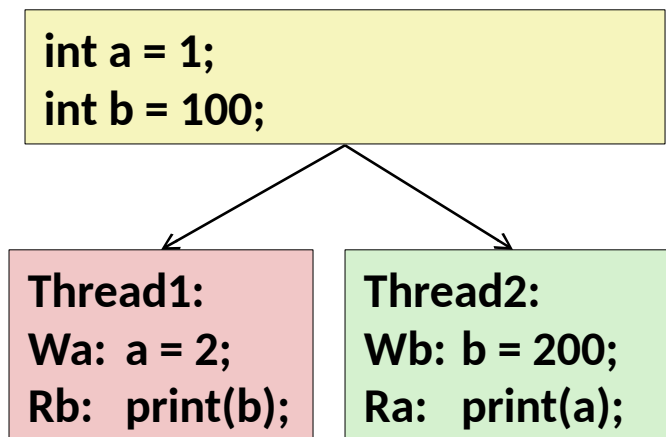 int a = 1;
int b = 100;
Thread1:
Wa: a = 2;
Rb: print(b);
Thread2:
Wb: b = 200;
Ra: print(a);